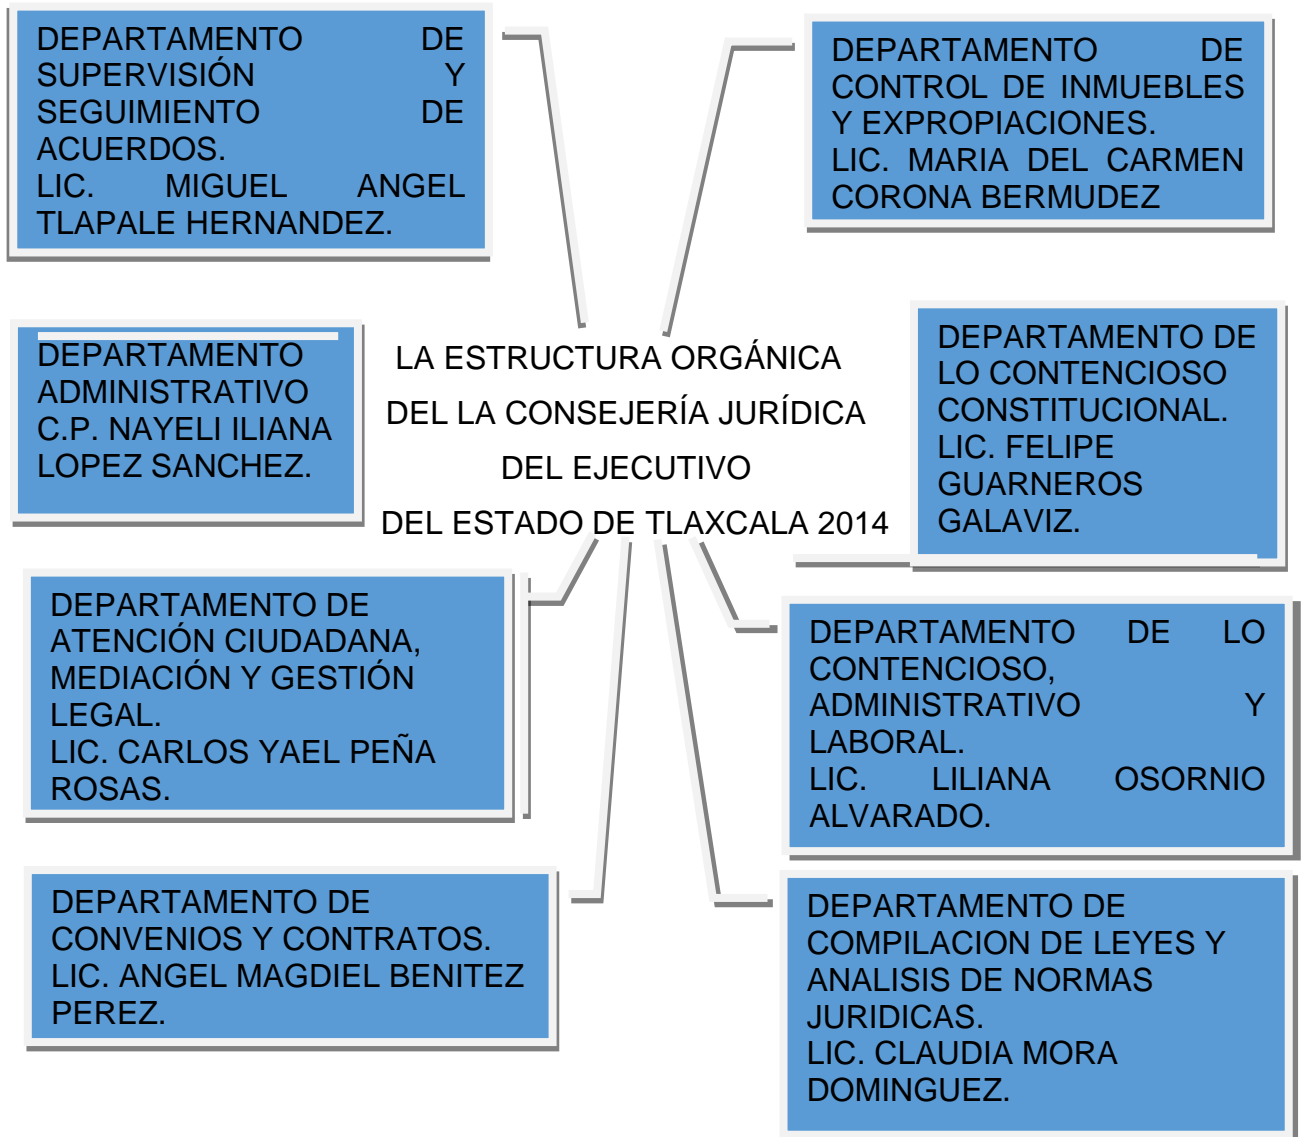 DEPARTAMENTO DE
SUPERVISIÓN Y
SEGUIMIENTO DE
ACUERDOS.
LIC. MIGUEL ANGEL
TLAPALE HERNANDEZ.
DEPARTAMENTO DE
CONTROL DE INMUEBLES
Y EXPROPIACIONES.
LIC. MARIA DEL CARMEN
CORONA BERMUDEZ
DEPARTAMENTO
ADMINISTRATIVO
C.P. NAYELI ILIANA
LOPEZ SANCHEZ.
LA ESTRUCTURA ORGÁNICA
DEL LA CONSEJERÍA JURÍDICA
DEL EJECUTIVO
DEL ESTADO DE TLAXCALA 2014
DEPARTAMENTO DE
LO CONTENCIOSO
CONSTITUCIONAL.
LIC. FELIPE
GUARNEROS
GALAVIZ.
DEPARTAMENTO DE
ATENCIÓN CIUDADANA,
MEDIACIÓN Y GESTIÓN
LEGAL.
LIC. CARLOS YAEL PEÑA
ROSAS.
DEPARTAMENTO DE LO
CONTENCIOSO,
ADMINISTRATIVO Y
LABORAL.
LIC. LILIANA OSORNIO
ALVARADO.
DEPARTAMENTO DE
CONVENIOS Y CONTRATOS.
LIC. ANGEL MAGDIEL BENITEZ
PEREZ.
DEPARTAMENTO DE
COMPILACION DE LEYES Y
ANALISIS DE NORMAS
JURIDICAS.
LIC. CLAUDIA MORA
DOMINGUEZ.